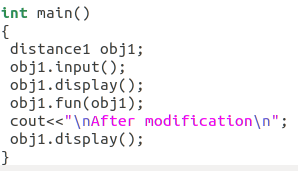 int main()
{
 distance1 obj1;
 obj1.input();
 obj1.display();
 obj1.fun(obj1);
 cout<<"\nAfter modification\n";
 obj1.display();
}